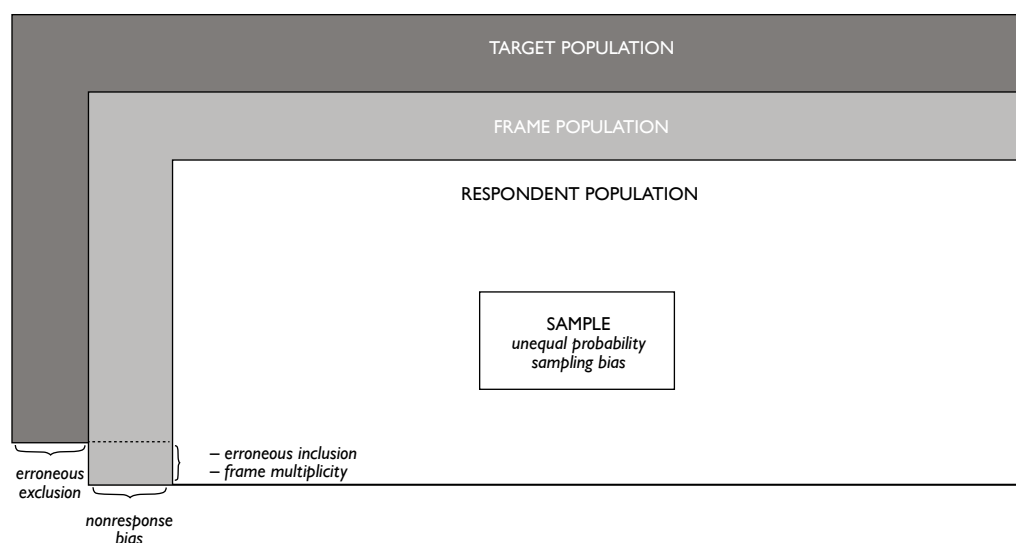 TARGET POPULATION
FRAME POPULATION
RESPONDENT POPULATION
SAMPLE
unequal probability
sampling bias
– erroneous inclusion
– frame multiplicity
erroneous
exclusion
nonresponse
bias